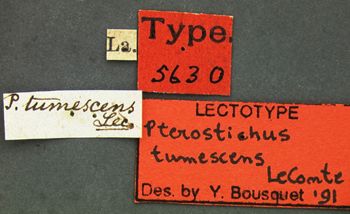 La.
Type.
5630
P. tumescens
Lec.
LECTOTYPE
Pterostichus
tumescens
LeConte
Des. by Y. Bousquet '91